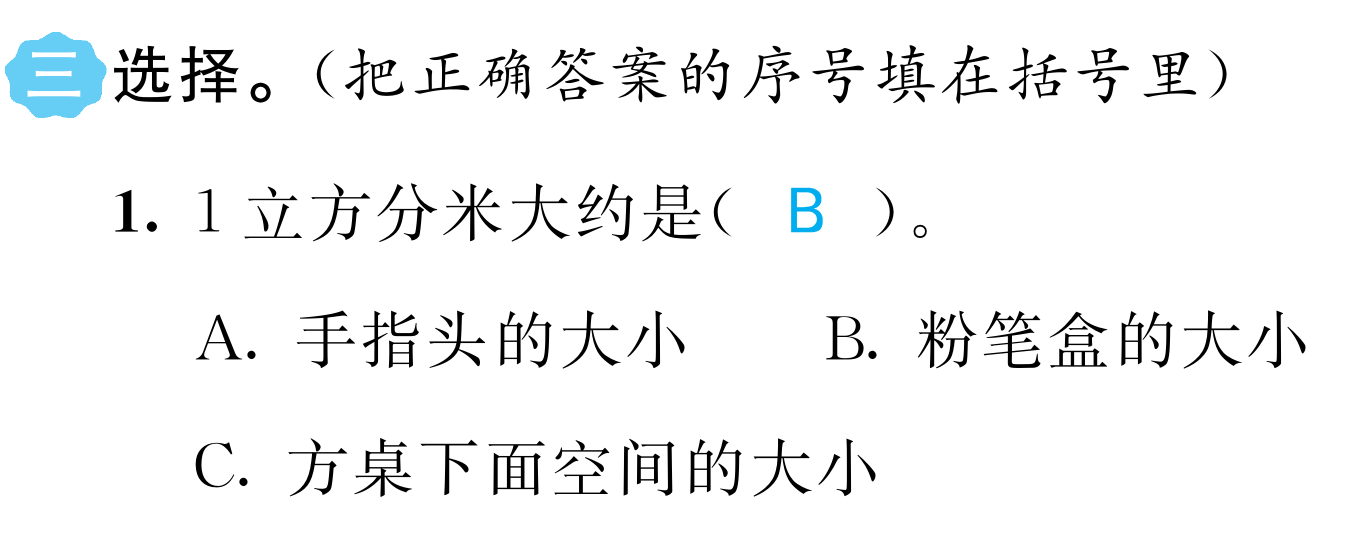 三 选择。(把正确答案的序号填在括号里)
1. 1立方分米大约是( B )。
A. 手指头的大小 B. 粉笔盒的大小
C. 方桌下面空间的大小